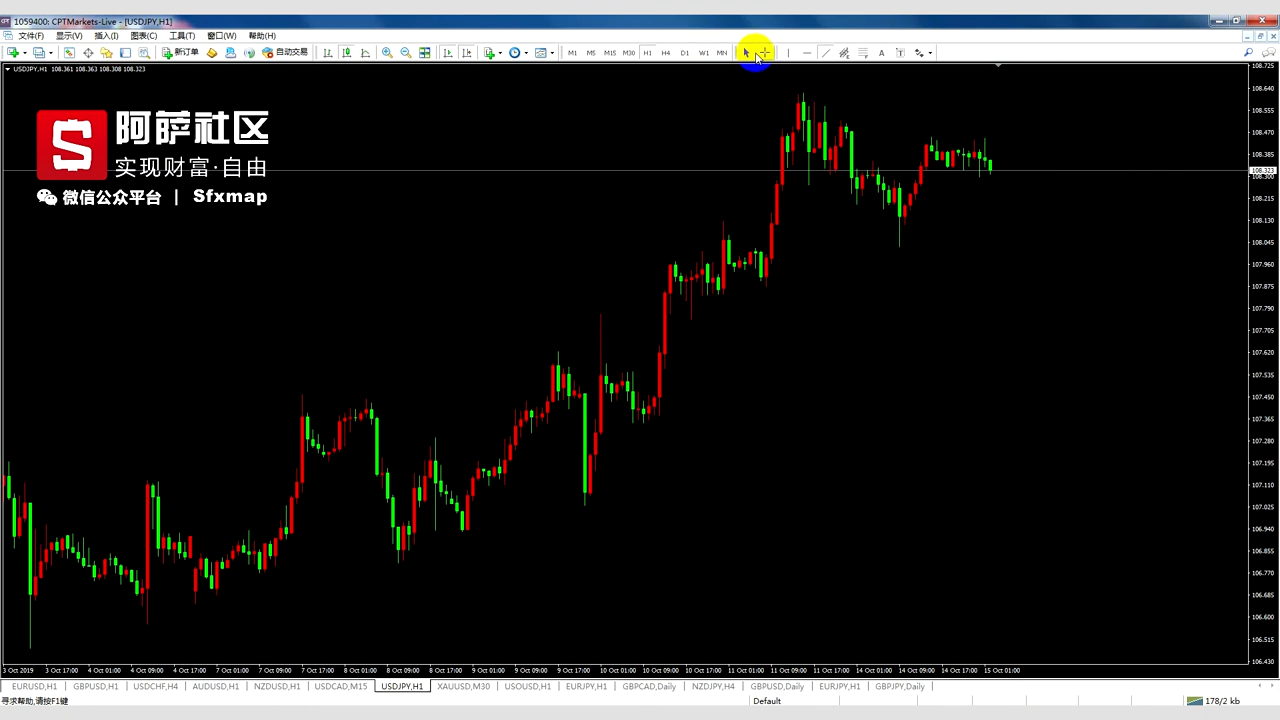 1059400: CPTMarkets-Live - [USDJPY,H1]
文件(F) 显示(V) 插入(I) 图表(C) 工具(T) 窗口(W) 帮助(H)
新订单 自动交易 M1 M5 M15 M30 H1 H4 D1 W1 MN A T
USDJPY,H1 108.361 108.363 108.308 108.323
阿萨社区
实现财富·自由
微信公众平台 | Sfxmap
108.725
108.640
108.555
108.470
108.385
108.323
108.300
108.215
108.130
108.045
107.960
107.875
107.790
107.705
107.620
107.535
107.450
107.365
107.280
107.195
107.110
107.025
106.940
106.855
106.770
106.685
106.600
106.515
106.430
3 Oct 2019 3 Oct 17:00 4 Oct 01:00 4 Oct 09:00 4 Oct 17:00 7 Oct 01:00 7 Oct 09:00 7 Oct 17:00 8 Oct 01:00 8 Oct 09:00 8 Oct 17:00 9 Oct 01:00 9 Oct 09:00 9 Oct 17:00 10 Oct 01:00 10 Oct 09:00 10 Oct 17:00 11 Oct 01:00 11 Oct 09:00 11 Oct 17:00 14 Oct 01:00 14 Oct 09:00 14 Oct 17:00 15 Oct 01:00
EURUSD,H1 GBPUSD,H1 USDCHF,H4 AUDUSD,H1 NZDUSD,H1 USDCAD,M15 USDJPY,H1 XAUUSD,M30 USOUSD,H1 EURJPY,H1 GBPCAD,Daily NZDJPY,H4 GBPUSD,Daily EURJPY,H1 GBPJPY,Daily
寻求帮助,请按F1键 Default 178/2 kb